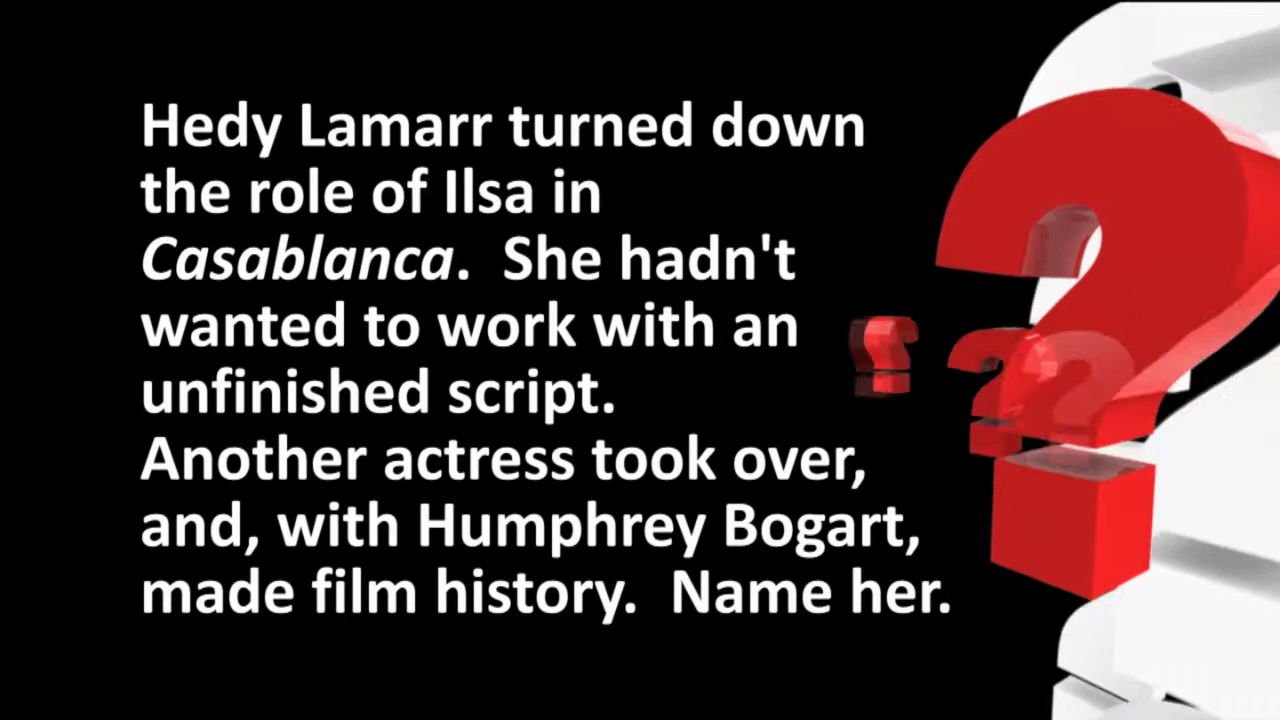 Hedy Lamarr turned down
the role of Ilsa in
Casablanca.  She hadn't
wanted to work with an
unfinished script.
Another actress took over,
and, with Humphrey Bogart,
made film history.  Name her.